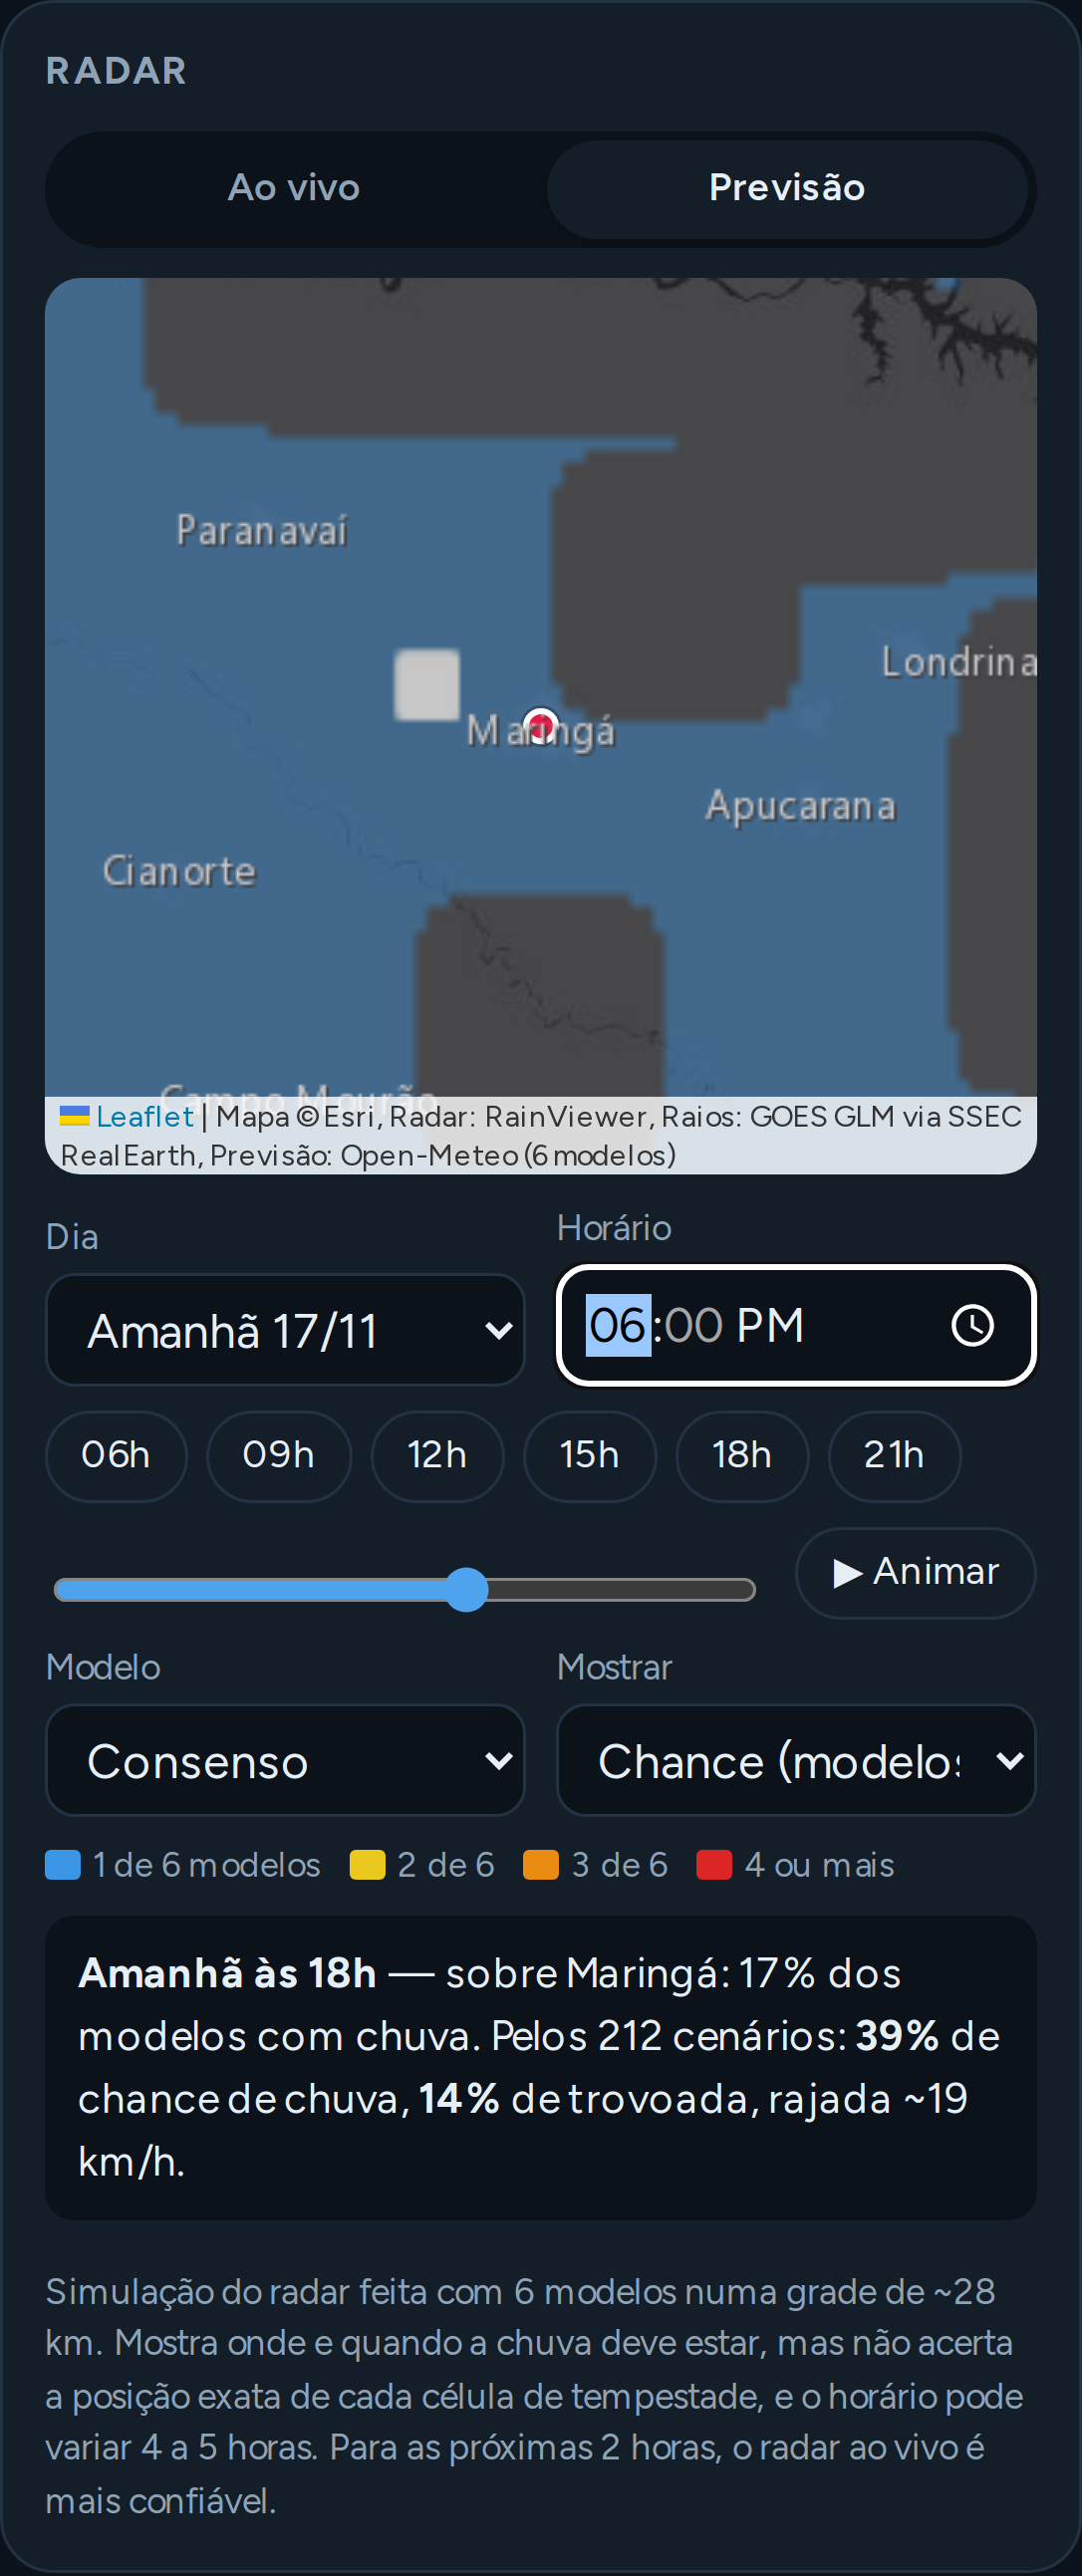 RADAR
Ao vivo
Previsão
Paranavaí
Londrina
Maringá
Apucarana
Cianorte
Campo Mourão
Leaflet | Mapa © Esri, Radar: RainViewer, Raios: GOES GLM via SSEC
RealEarth, Previsão: Open-Meteo (6 modelos)
Dia
Horário
Amanhã 17/11
06:00 PM
06h
09h
12h
15h
18h
21h
▶ Animar
Modelo
Mostrar
Consenso
Chance (modelos
1 de 6 modelos
2 de 6
3 de 6
4 ou mais
Amanhã às 18h — sobre Maringá: 17% dos
modelos com chuva. Pelos 212 cenários: 39% de
chance de chuva, 14% de trovoada, rajada ~19
km/h.
Simulação do radar feita com 6 modelos numa grade de ~28
km. Mostra onde e quando a chuva deve estar, mas não acerta
a posição exata de cada célula de tempestade, e o horário pode
variar 4 a 5 horas. Para as próximas 2 horas, o radar ao vivo é
mais confiável.